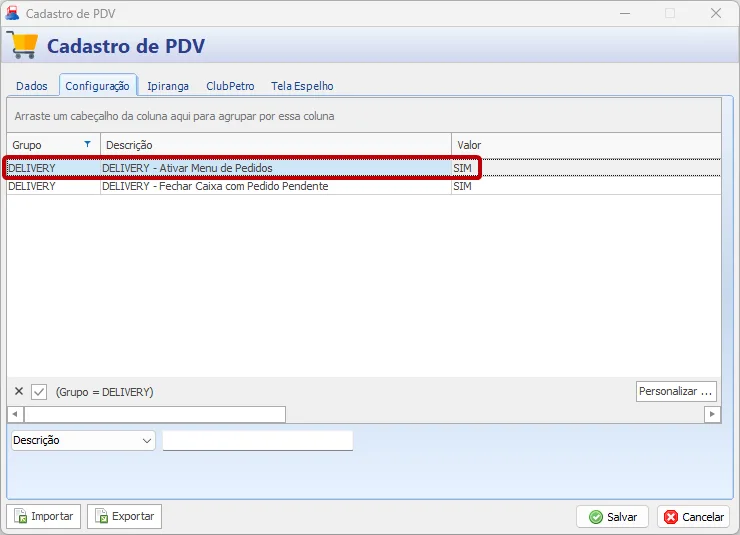 Cadastro de PDV
Cadastro de PDV
Dados Configuração Ipiranga ClubPetro Tela Espelho
Arraste um cabeçalho da coluna aqui para agrupar por essa coluna
Grupo Descrição Valor
DELIVERY DELIVERY - Ativar Menu de Pedidos SIM
DELIVERY DELIVERY - Fechar Caixa com Pedido Pendente SIM
(Grupo = DELIVERY) Personalizar ...
Descrição
Importar Exportar Salvar Cancelar